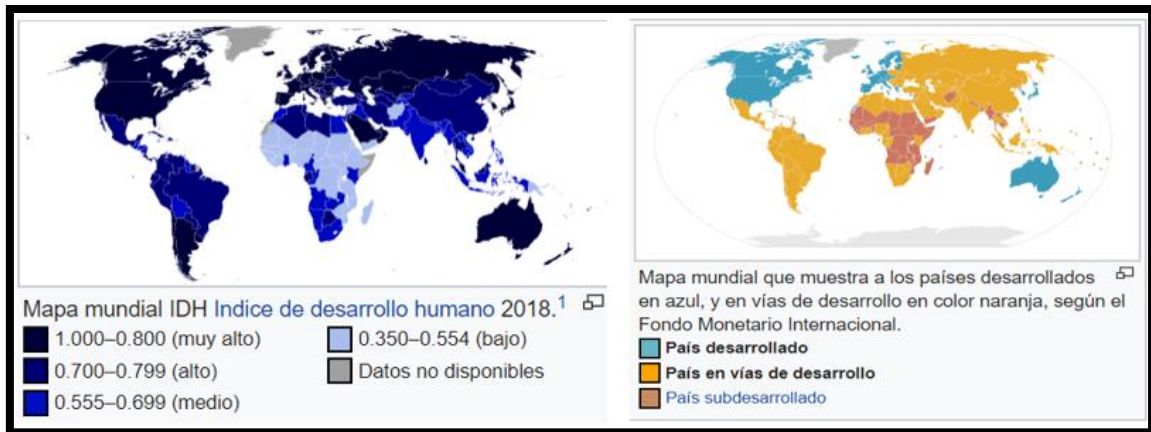 Mapa mundial IDH Indice de desarrollo humano 2018.¹
1.000–0.800 (muy alto)
0.700–0.799 (alto)
0.555–0.699 (medio)
0.350–0.554 (bajo)
Datos no disponibles
Mapa mundial que muestra a los países desarrollados
en azul, y en vías de desarrollo en color naranja, según el
Fondo Monetario Internacional.
País desarrollado
País en vías de desarrollo
País subdesarrollado